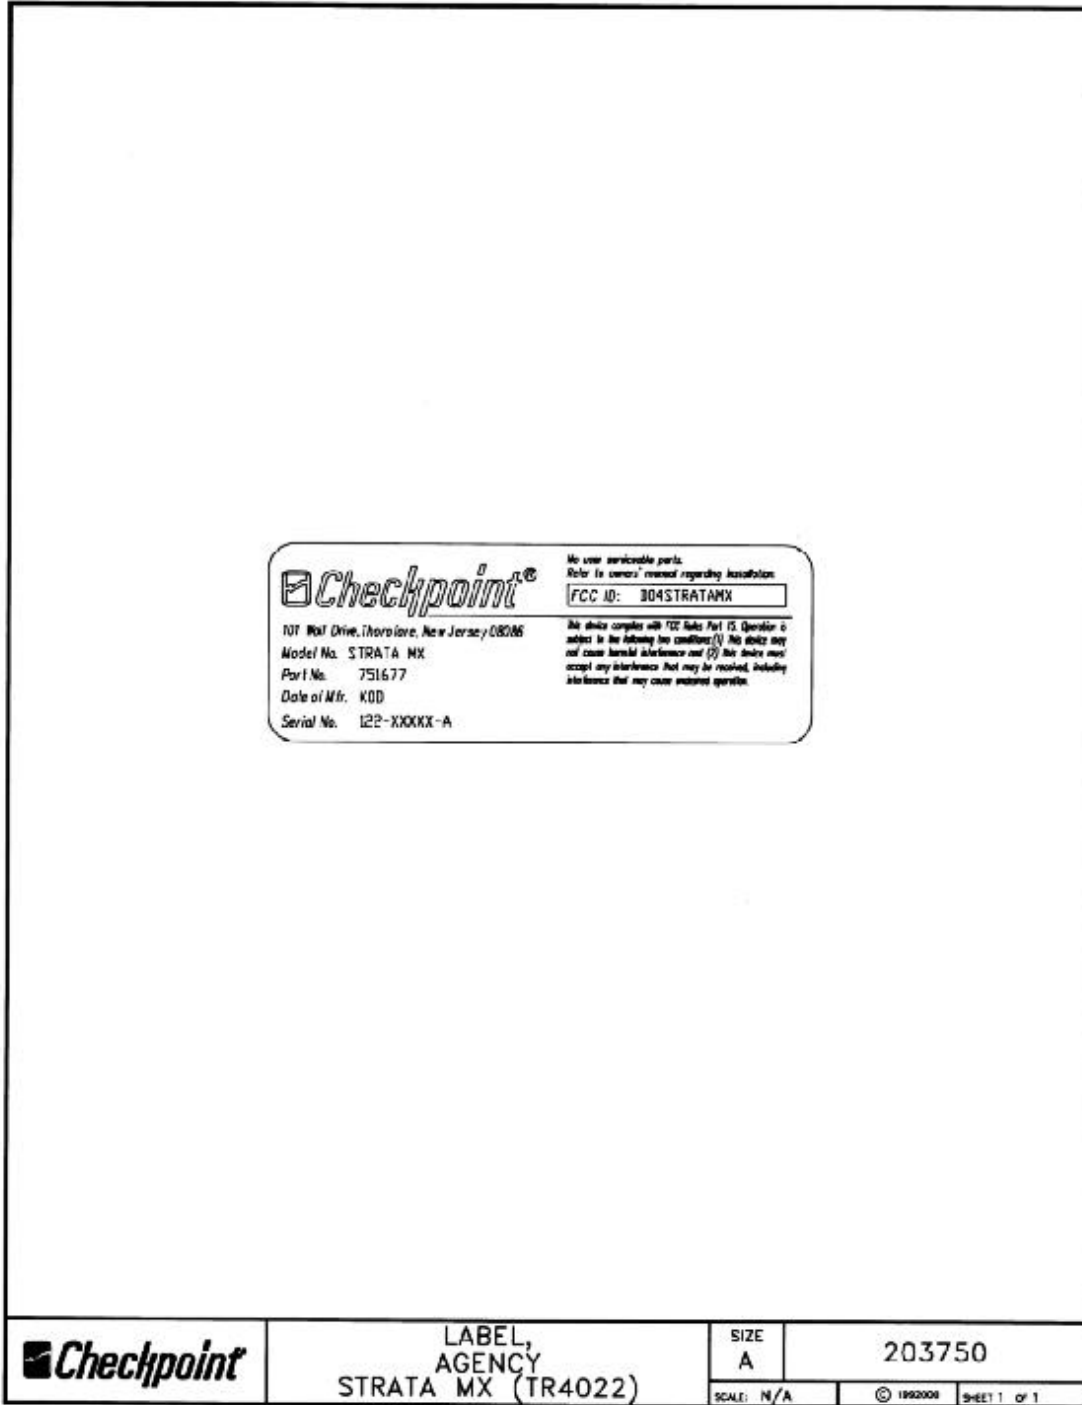 Checkpoint®
101 Wolf Drive, Thorofare, New Jersey 08086
Model No. STRATA MX
Part No. 751677
Date of Mfr. KOD
Serial No. 122-XXXXX-A
No user serviceable parts.
Refer to owners' manual regarding installation
FCC ID: DO4STRATAMX
This device complies with FCC Rules Part 15. Operation is
subject to the following two conditions:(1) This device may
not cause harmful interference and (2) this device must
accept any interference that may be received, including
interference that may cause undesired operation.
Checkpoint
LABEL,
AGENCY
STRATA MX (TR4022)
SIZE
A
203750
SCALE: N/A
©
SHEET 1 OF 1